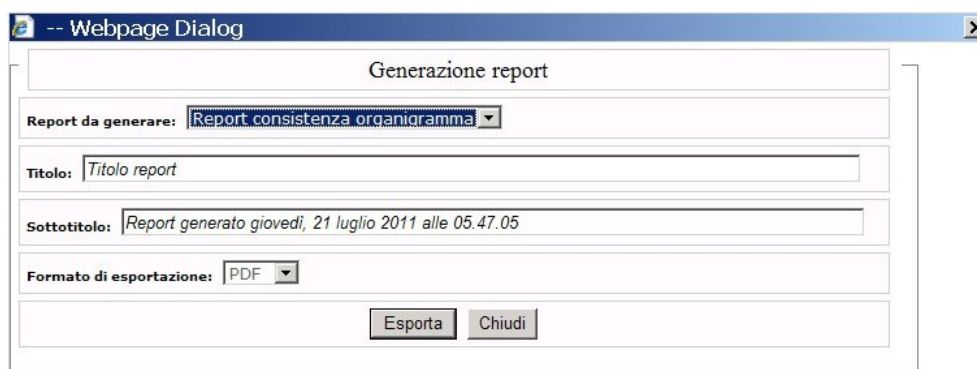 -- Webpage Dialog
Generazione report
Report da generare: Report consistenza organigramma
Titolo: Titolo report
Sottotitolo: Report generato giovedì, 21 luglio 2011 alle 05.47.05
Formato di esportazione: PDF
Esporta Chiudi